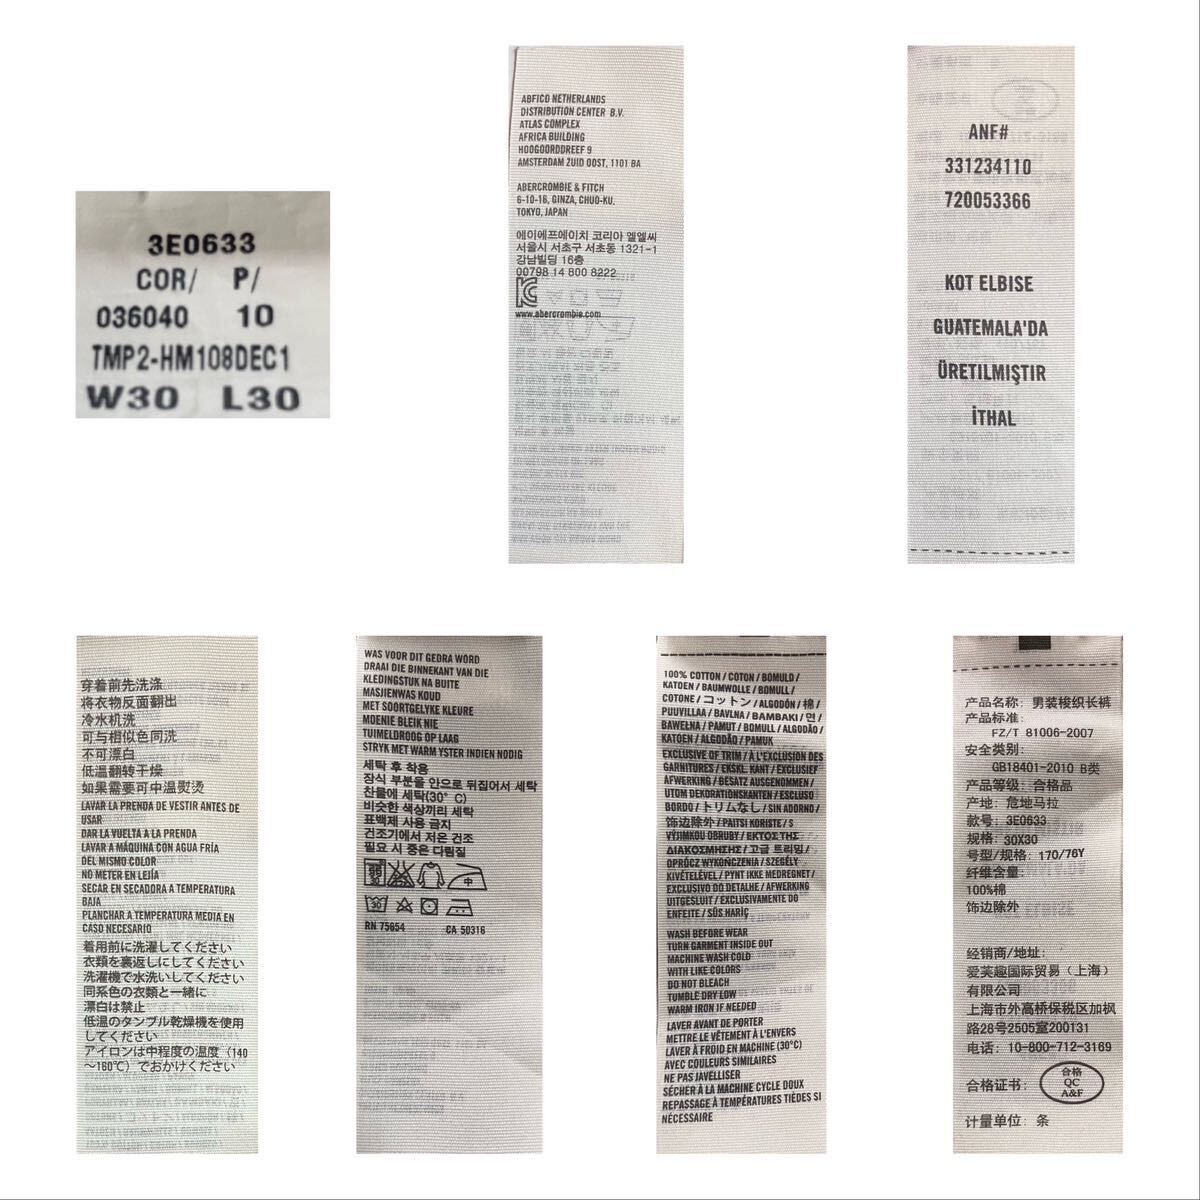 3E0633
COR/ P/
036040 10
TMP2-HM108DEC1
W30 L30
ABFICO NETHERLANDS
DISTRIBUTION CENTER B.V.
ATLAS COMPLEX
AFRICA BUILDING
HOOGOORDDREEF 9
AMSTERDAM ZUID OOST, 1101 BA
ABERCROMBIE & FITCH
6-10-16, GINZA, CHUO-KU,
TOKYO, JAPAN
에이에프에이치 코리아 엘엘씨
서울시 서초구 서초동 1321-1
강남빌딩 16층
00798 14 800 8222
www.abercrombie.com
ANF#
331234110
720053366
KOT ELBISE
GUATEMALA'DA
ÜRETILMIŞTIR
İTHAL
穿着前先洗涤
将衣物反面翻出
冷水机洗
可与相似色同洗
不可漂白
低温翻转干燥
如果需要可中温熨烫
LAVAR LA PRENDA DE VESTIR ANTES DE
USAR
DAR LA VUELTA A LA PRENDA
LAVAR A MÁQUINA CON AGUA FRÍA
DEL MISMO COLOR
NO METER EN LEJÍA
SECAR EN SECADORA A TEMPERATURA
BAJA
PLANCHAR A TEMPERATURA MEDIA EN
CASO NECESARIO
着用前に洗濯してください
衣類を裏返しにしてください
洗濯機で水洗いしてください
同系色の衣類と一緒に
漂白は禁止
低温のタンブル乾燥機を使用
してください
アイロンは中程度の温度（140
～160℃）でおかけください
WAS VOOR DIT GEDRA WORD
DRAAI DIE BINNEKANT VAN DIE
KLEDINGSTUK NA BUITE
MASJIENWAS KOUD
MET SOORTGELYKE KLEURE
MOENIE BLEIK NIE
TUIMELDROOG OP LAAG
STRYK MET WARM YSTER INDIEN NODIG
세탁 후 착용
장식 부분을 안으로 뒤집어서 세탁
찬물에 세탁(30° C)
비슷한 색상끼리 세탁
표백제 사용 금지
건조기에서 저온 건조
필요 시 중온 다림질
中
RN 75654 CA 50316
100% COTTON / COTON / BOMULD /
KATOEN / BAUMWOLLE / BOMULL /
COTONE / コットン / ALGODÓN / 棉 /
PUUVILLAA / BAVLNA / ΒΑΜΒΑΚΙ / 면 /
BAWEŁNA / PAMUT / BOMULL / ALGODÃO /
KATOEN / ALGODÃO / PAMUK
EXCLUSIVE OF TRIM / À L'EXCLUSION DES
GARNITURES / EKSKL. KANT / EXCLUSIEF
AFWERKING / BESATZ AUSGENOMMEN /
UTOM DEKORATIONSKANTEN / ESCLUSO
BORDO / トリムなし / SIN ADORNO /
饰边除外 / PAITSI KORISTE / S
VÝJIMKOU OBRUBY / ΕΚΤΟΣ ΤΗΣ
ΔΙΑΚΟΣΜΗΣΗΣ / 고급 트리밍 /
OPRÓCZ WYKOŃCZENIA / SZEGÉLY
KIVÉTELÉVEL / PYNT IKKE MEDREGNET /
EXCLUSIVO DO DETALHE / AFWERKING
UITGESLUIT / EXCLUSIVAMENTE DO
ENFEITE / SÜS HARİÇ
WASH BEFORE WEAR
TURN GARMENT INSIDE OUT
MACHINE WASH COLD
WITH LIKE COLORS
DO NOT BLEACH
TUMBLE DRY LOW
WARM IRON IF NEEDED
LAVER AVANT DE PORTER
METTRE LE VÊTEMENT À L'ENVERS
LAVER À FROID EN MACHINE (30°C)
AVEC COULEURS SIMILAIRES
NE PAS JAVÉLLISER
SÉCHER À LA MACHINE CYCLE DOUX
REPASSAGE À TEMPÉRATURES TIÈDES SI
NÉCESSAIRE
产品名称: 男装梭织长裤
产品标准:
FZ/T 81006-2007
安全类别:
GB18401-2010 B类
产品等级: 合格品
产地: 危地马拉
款号: 3E0633
规格: 30X30
号型/规格: 170/76Y
纤维含量:
100%棉
饰边除外
经销商/地址:
爱芙趣国际贸易（上海）
有限公司
上海市外高桥保税区加枫
路28号2505室200131
电话: 10-800-712-3169
合格证书: 合格
QC
A&F
计量单位: 条